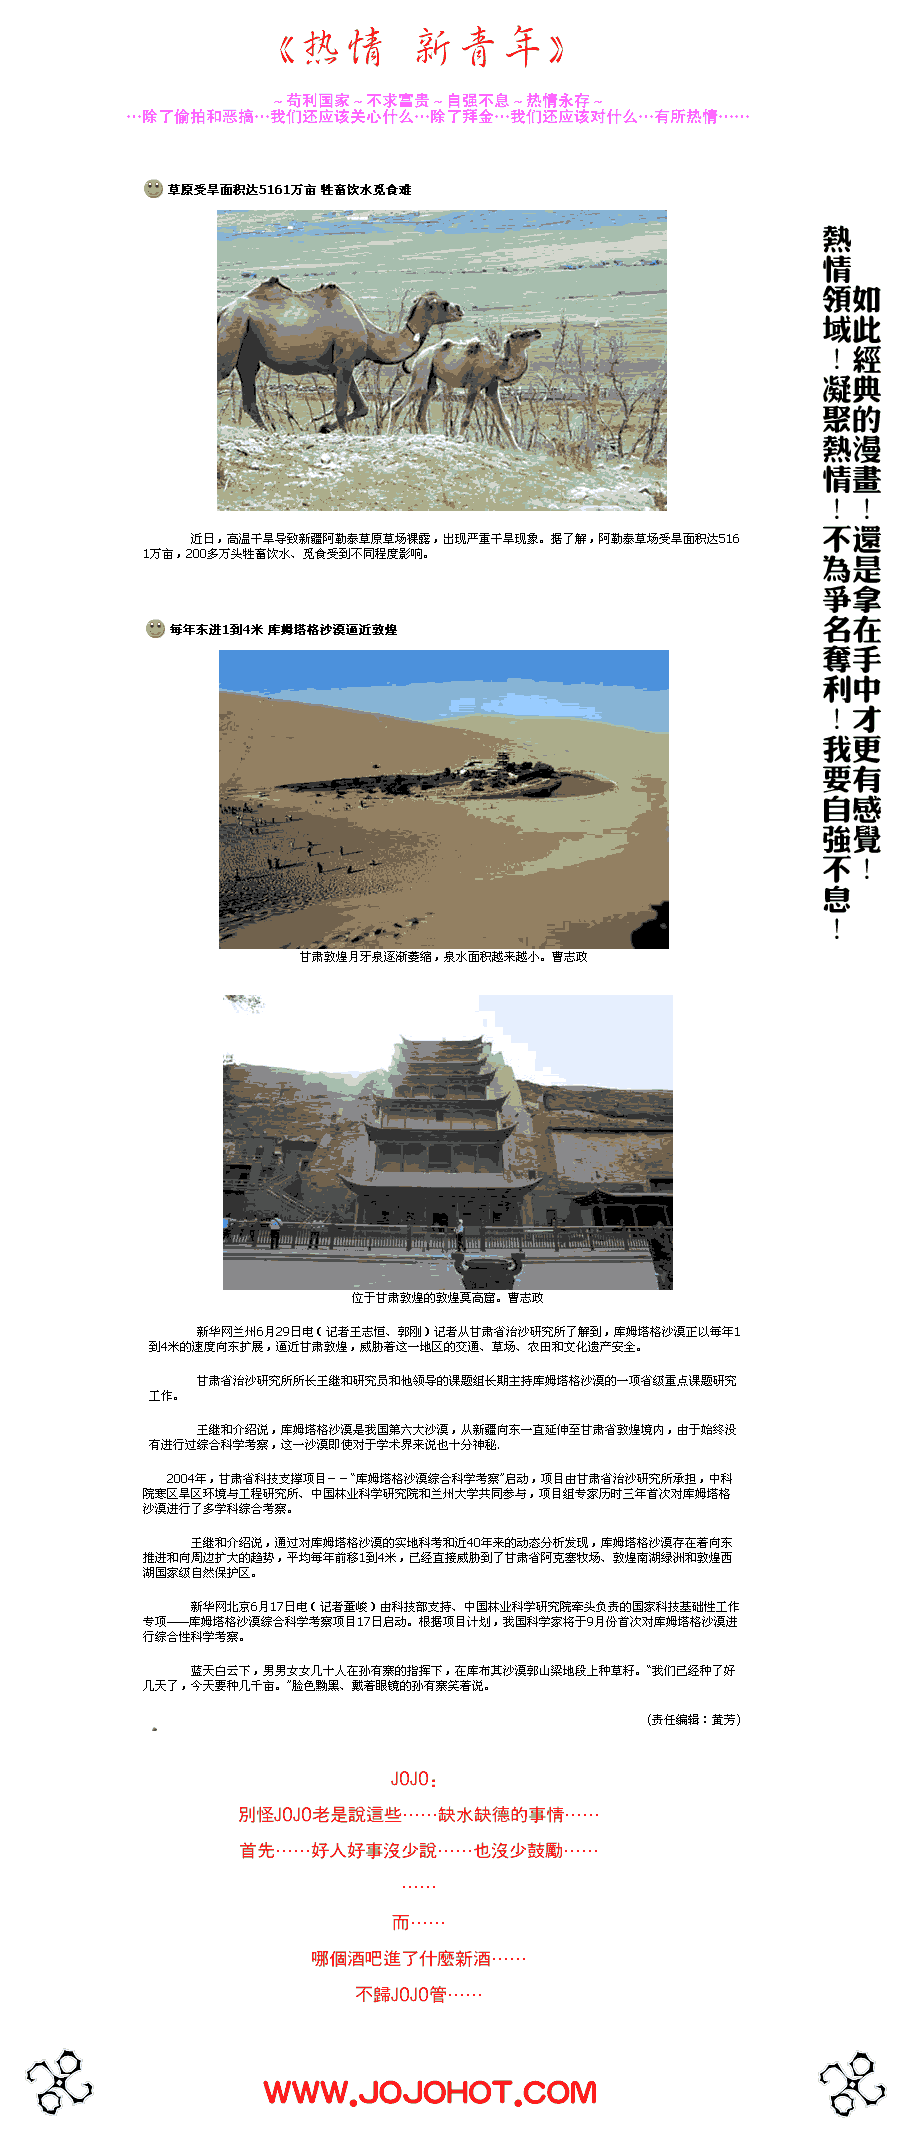 《热情 新青年》
～苟利国家～不求富贵～自强不息～热情永存～
…除了偷拍和恶搞…我们还应该关心什么…除了拜金…我们还应该对什么…有所热情……
草原受旱面积达5161万亩 牲畜饮水觅食难
近日，高温干旱导致新疆阿勒泰草原草场裸露，出现严重干旱现象。据了解，阿勒泰草场受旱面积达516
1万亩，200多万头牲畜饮水、觅食受到不同程度影响。
每年东进1到4米 库姆塔格沙漠逼近敦煌
甘肃敦煌月牙泉逐渐萎缩，泉水面积越来越小。曹志政
位于甘肃敦煌的敦煌莫高窟。曹志政
新华网兰州6月29日电（记者王志恒、郭刚）记者从甘肃省治沙研究所了解到，库姆塔格沙漠正以每年1
到4米的速度向东扩展，逼近甘肃敦煌，威胁着这一地区的交通、草场、农田和文化遗产安全。
甘肃省治沙研究所所长王继和研究员和他领导的课题组长期主持库姆塔格沙漠的一项省级重点课题研究
工作。
王继和介绍说，库姆塔格沙漠是我国第六大沙漠，从新疆向东一直延伸至甘肃省敦煌境内，由于始终没
有进行过综合科学考察，这一沙漠即使对于学术界来说也十分神秘.
2004年，甘肃省科技支撑项目－－“库姆塔格沙漠综合科学考察”启动，项目由甘肃省治沙研究所承担，中科
院寒区旱区环境与工程研究所、中国林业科学研究院和兰州大学共同参与，项目组专家历时三年首次对库姆塔格
沙漠进行了多学科综合考察。
王继和介绍说，通过对库姆塔格沙漠的实地科考和近40年来的动态分析发现，库姆塔格沙漠存在着向东
推进和向周边扩大的趋势，平均每年前移1到4米，已经直接威胁到了甘肃省阿克塞牧场、敦煌南湖绿洲和敦煌西
湖国家级自然保护区。
新华网北京6月17日电（记者董峻）由科技部支持、中国林业科学研究院牵头负责的国家科技基础性工作
专项——库姆塔格沙漠综合科学考察项目17日启动。根据项目计划，我国科学家将于9月份首次对库姆塔格沙漠进
行综合性科学考察。
蓝天白云下，男男女女几十人在孙有寨的指挥下，在库布其沙漠郭山梁地段上种草籽。“我们已经种了好
几天了，今天要种几千亩。”脸色黝黑、戴着眼镜的孙有寨笑着说。
(责任编辑：黄芳)
如此經典的漫畫！還是拿在手中才更有感覺！
熱情領域！凝聚熱情！不為爭名奪利！我要自強不息！
JOJO：
別怪JOJO老是說這些……缺水缺德的事情……
首先……好人好事沒少說……也沒少鼓勵……
……
而……
哪個酒吧進了什麼新酒……
不歸JOJO管……
WWW.JOJOHOT.COM